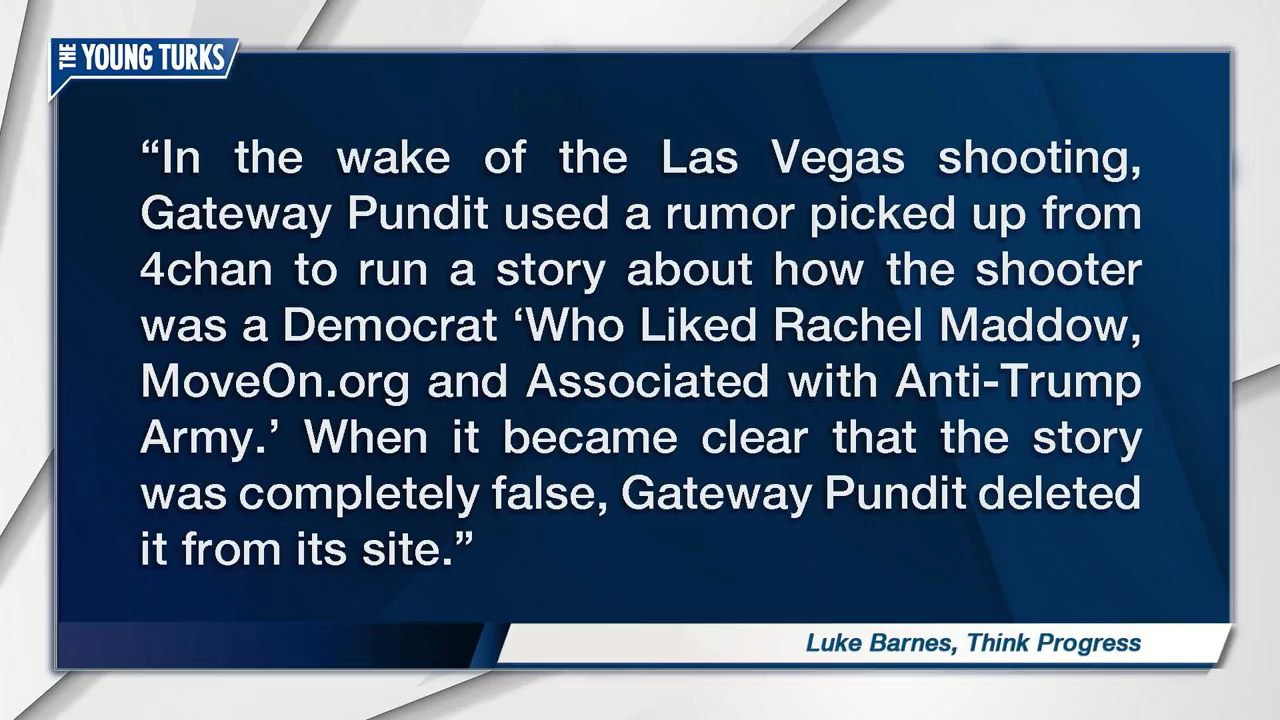 THE YOUNG TURKS
“In the wake of the Las Vegas shooting,
Gateway Pundit used a rumor picked up from
4chan to run a story about how the shooter
was a Democrat ‘Who Liked Rachel Maddow,
MoveOn.org and Associated with Anti-Trump
Army.’ When it became clear that the story
was completely false, Gateway Pundit deleted
it from its site.”
Luke Barnes, Think Progress